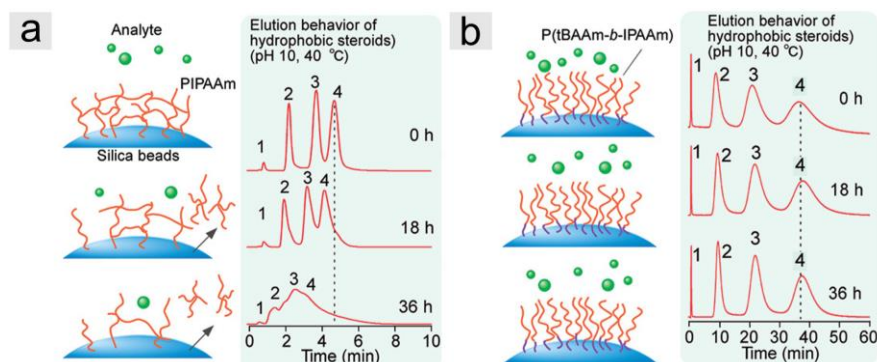 a
Analyte
PIPAAm
Silica beads
Elution behavior of
hydrophobic steroids)
(pH 10, 40 °C)
1 2 3 4
0 h
1 2 3 4
18 h
1 2 3 4
36 h
0 2 4 6 8 10
Time (min)
b
P(tBAAm-b-IPAAm)
Elution behavior of
hydrophobic steroids)
(pH 10, 40 °C)
1 2 3 4
0 h
1 2 3 4
18 h
1 2 3 4
36 h
0 10 20 30 40 50 60
Time (min)